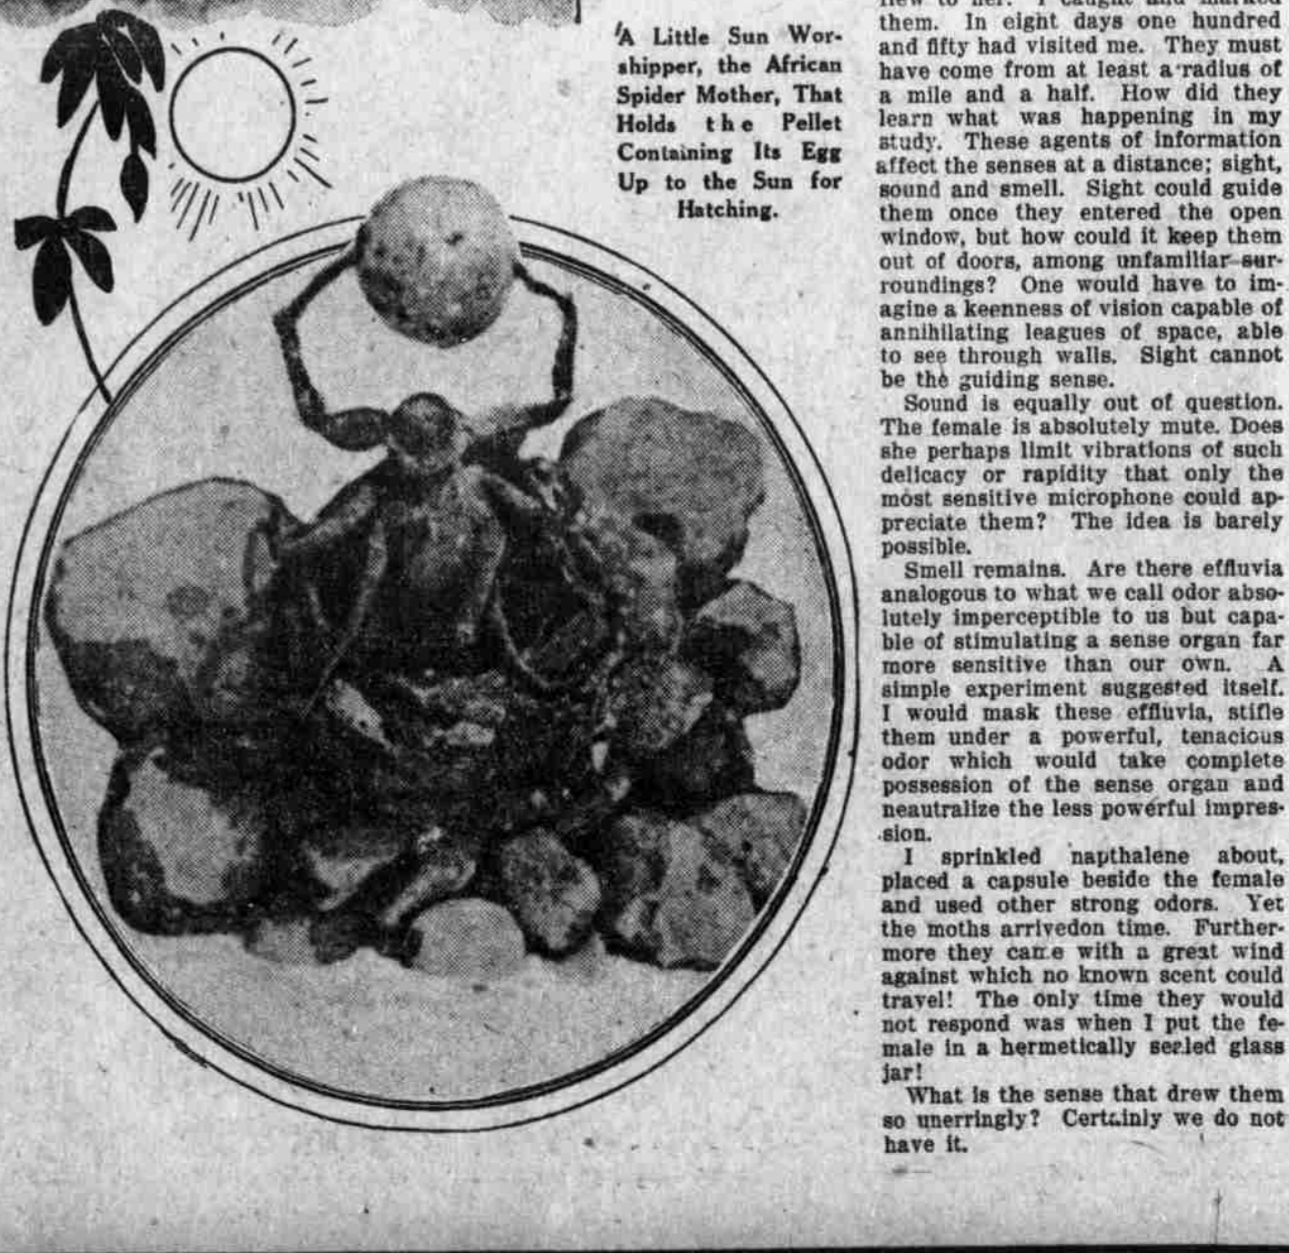 'A Little Sun Wor-
shipper, the African
Spider Mother, That
Holds the Pellet
Containing Its Egg
Up to the Sun for
Hatching.
them. In eight days one hundred
and fifty had visited me. They must
have come from at least a radius of
a mile and a half. How did they
learn what was happening in my
study. These agents of information
affect the senses at a distance; sight,
sound and smell. Sight could guide
them once they entered the open
window, but how could it keep them
out of doors, among unfamiliar sur-
roundings? One would have to im-
agine a keenness of vision capable of
annihilating leagues of space, able
to see through walls. Sight cannot
be the guiding sense.
Sound is equally out of question.
The female is absolutely mute. Does
she perhaps limit vibrations of such
delicacy or rapidity that only the
most sensitive microphone could ap-
preciate them? The idea is barely
possible.
Smell remains. Are there effluvia
analogous to what we call odor abso-
lutely imperceptible to us but capa-
ble of stimulating a sense organ far
more sensitive than our own. A
simple experiment suggested itself.
I would mask these effluvia, stifle
them under a powerful, tenacious
odor which would take complete
possession of the sense organ and
neautralize the less powerful impres-
sion.
I sprinkled napthalene about,
placed a capsule beside the female
and used other strong odors. Yet
the moths arrivedon time. Further-
more they came with a great wind
against which no known scent could
travel! The only time they would
not respond was when I put the fe-
male in a hermetically sealed glass
jar!
What is the sense that drew them
so unerringly? Certainly we do not
have it.